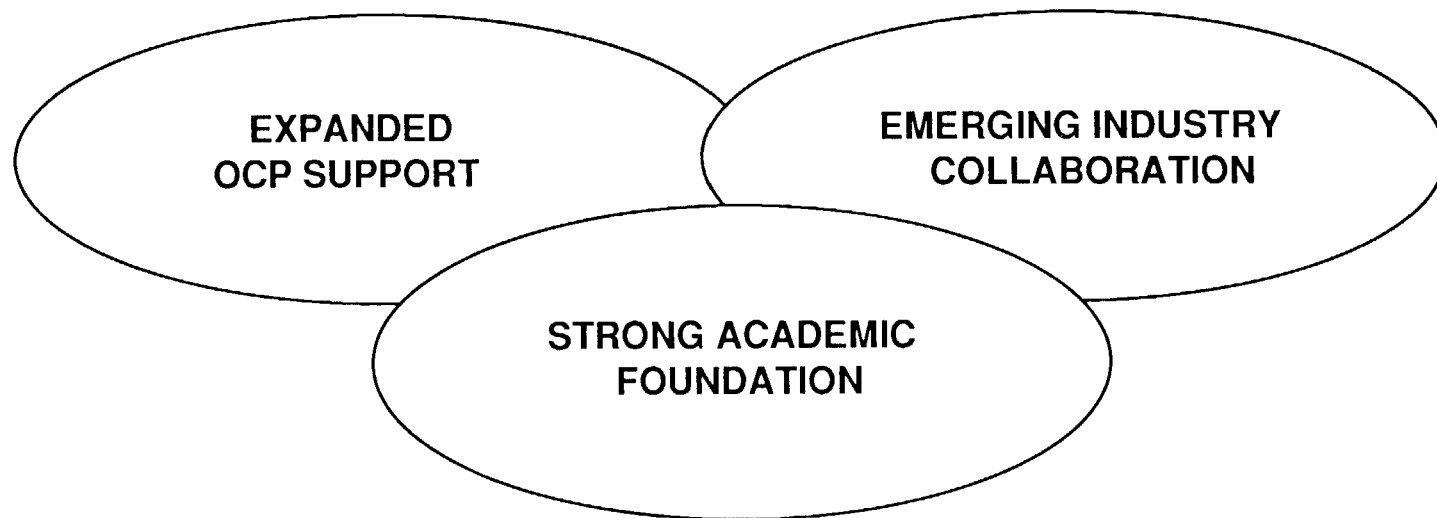 EXPANDED
OCP SUPPORT
EMERGING INDUSTRY
COLLABORATION
STRONG ACADEMIC
FOUNDATION